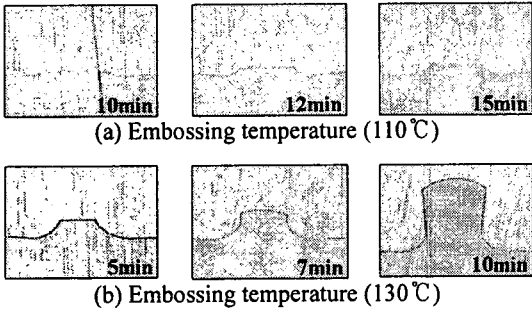 10min 12min 15min
(a) Embossing temperature (110℃)
5min 7min 10min
(b) Embossing temperature (130℃)